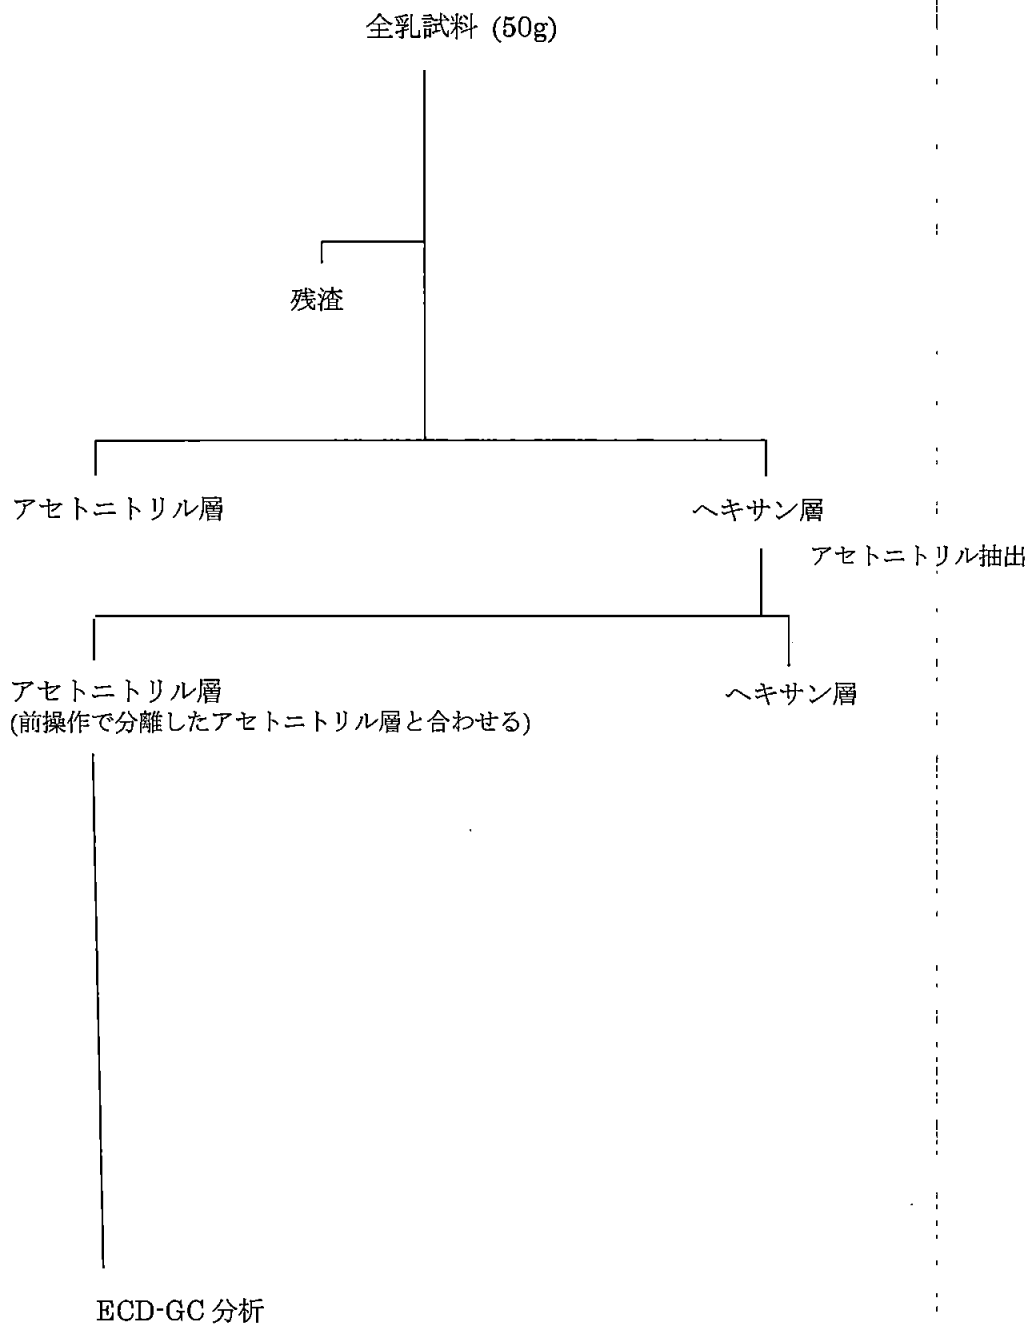 全乳試料 (50g)
残渣
アセトニトリル層
ヘキサン層
アセトニトリル抽出
アセトニトリル層
(前操作で分離したアセトニトリル層と合わせる)
ヘキサン層
ECD-GC 分析